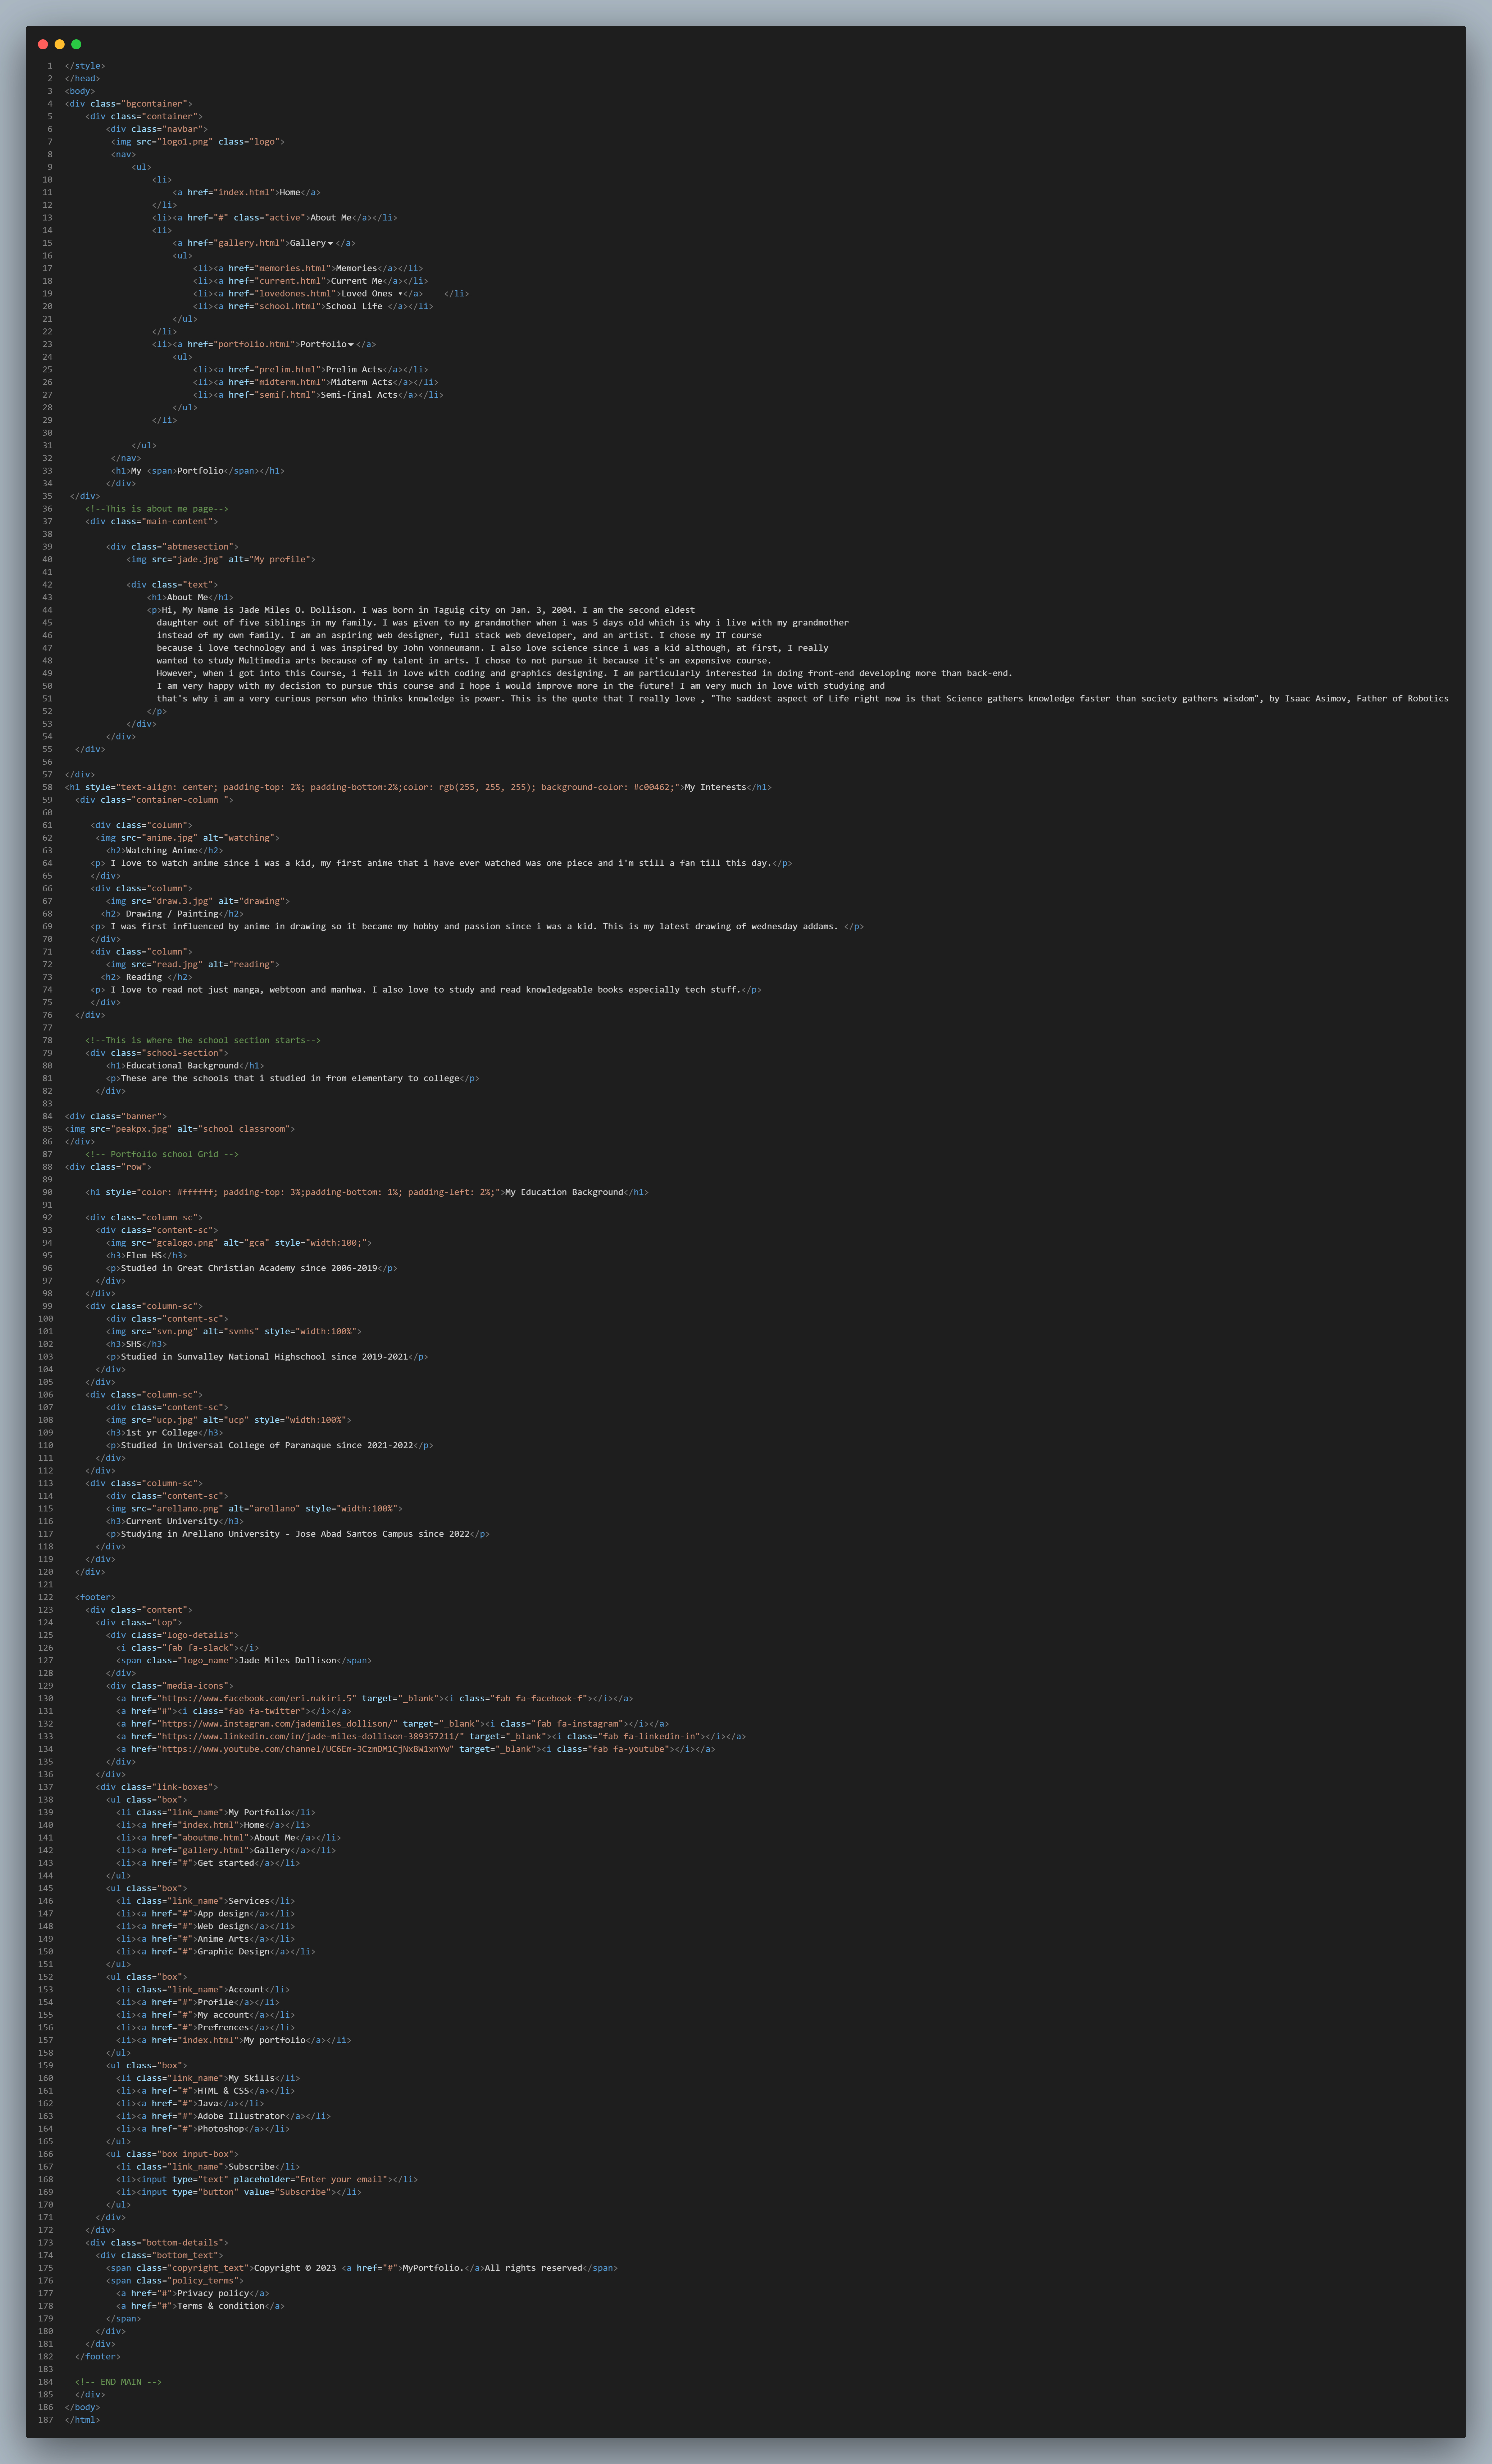 1 </style>
2 </head>
3 <body>
4 <div class="bgcontainer">
5     <div class="container">
6         <div class="navbar">
7          <img src="logo1.png" class="logo">
8          <nav>
9              <ul>
10                  <li>
11                      <a href="index.html">Home</a>
12                  </li>
13                  <li><a href="#" class="active">About Me</a></li>
14                  <li>
15                      <a href="gallery.html">Gallery⏷</a>
16                      <ul>
17                          <li><a href="memories.html">Memories</a></li>
18                          <li><a href="current.html">Current Me</a></li>
19                          <li><a href="lovedones.html">Loved Ones ▾</a>    </li>
20                          <li><a href="school.html">School Life </a></li>
21                      </ul>
22                  </li>
23                  <li><a href="portfolio.html">Portfolio⏷</a>
24                      <ul>
25                          <li><a href="prelim.html">Prelim Acts</a></li>
26                          <li><a href="midterm.html">Midterm Acts</a></li>
27                          <li><a href="semif.html">Semi-final Acts</a></li>
28                      </ul>
29                  </li>
30
31              </ul>
32          </nav>
33          <h1>My <span>Portfolio</span></h1>
34         </div>
35  </div>
36     <!--This is about me page-->
37     <div class="main-content">
38
39         <div class="abtmesection">
40             <img src="jade.jpg" alt="My profile">
41
42             <div class="text">
43                 <h1>About Me</h1>
44                 <p>Hi, My Name is Jade Miles O. Dollison. I was born in Taguig city on Jan. 3, 2004. I am the second eldest
45                   daughter out of five siblings in my family. I was given to my grandmother when i was 5 days old which is why i live with my grandmother
46                   instead of my own family. I am an aspiring web designer, full stack web developer, and an artist. I chose my IT course
47                   because i love technology and i was inspired by John vonneumann. I also love science since i was a kid although, at first, I really
48                   wanted to study Multimedia arts because of my talent in arts. I chose to not pursue it because it's an expensive course.
49                   However, when i got into this Course, i fell in love with coding and graphics designing. I am particularly interested in doing front-end developing more than back-end.
50                   I am very happy with my decision to pursue this course and I hope i would improve more in the future! I am very much in love with studying and
51                   that's why i am a very curious person who thinks knowledge is power. This is the quote that I really love , "The saddest aspect of Life right now is that Science gathers knowledge faster than society gathers wisdom", by Isaac Asimov, Father of Robotics
52                 </p>
53             </div>
54         </div>
55   </div>
56
57 </div>
58 <h1 style="text-align: center; padding-top: 2%; padding-bottom:2%;color: rgb(255, 255, 255); background-color: #c00462;">My Interests</h1>
59   <div class="container-column ">
60
61      <div class="column">
62       <img src="anime.jpg" alt="watching">
63         <h2>Watching Anime</h2>
64      <p> I love to watch anime since i was a kid, my first anime that i have ever watched was one piece and i'm still a fan till this day.</p>
65      </div>
66      <div class="column">
67         <img src="draw.3.jpg" alt="drawing">
68        <h2> Drawing / Painting</h2>
69      <p> I was first influenced by anime in drawing so it became my hobby and passion since i was a kid. This is my latest drawing of wednesday addams. </p>
70      </div>
71      <div class="column">
72         <img src="read.jpg" alt="reading">
73        <h2> Reading </h2>
74      <p> I love to read not just manga, webtoon and manhwa. I also love to study and read knowledgeable books especially tech stuff.</p>
75      </div>
76   </div>
77
78     <!--This is where the school section starts-->
79     <div class="school-section">
80         <h1>Educational Background</h1>
81         <p>These are the schools that i studied in from elementary to college</p>
82       </div>
83
84 <div class="banner">
85 <img src="peakpx.jpg" alt="school classroom">
86 </div>
87     <!-- Portfolio school Grid -->
88 <div class="row">
89
90     <h1 style="color: #ffffff; padding-top: 3%;padding-bottom: 1%; padding-left: 2%;">My Education Background</h1>
91
92     <div class="column-sc">
93       <div class="content-sc">
94         <img src="gcalogo.png" alt="gca" style="width:100;">
95         <h3>Elem-HS</h3>
96         <p>Studied in Great Christian Academy since 2006-2019</p>
97       </div>
98     </div>
99     <div class="column-sc">
100         <div class="content-sc">
101         <img src="svn.png" alt="svnhs" style="width:100%">
102         <h3>SHS</h3>
103         <p>Studied in Sunvalley National Highschool since 2019-2021</p>
104       </div>
105     </div>
106     <div class="column-sc">
107         <div class="content-sc">
108         <img src="ucp.jpg" alt="ucp" style="width:100%">
109         <h3>1st yr College</h3>
110         <p>Studied in Universal College of Paranaque since 2021-2022</p>
111       </div>
112     </div>
113     <div class="column-sc">
114         <div class="content-sc">
115         <img src="arellano.png" alt="arellano" style="width:100%">
116         <h3>Current University</h3>
117         <p>Studying in Arellano University - Jose Abad Santos Campus since 2022</p>
118       </div>
119     </div>
120   </div>
121
122   <footer>
123     <div class="content">
124       <div class="top">
125         <div class="logo-details">
126           <i class="fab fa-slack"></i>
127           <span class="logo_name">Jade Miles Dollison</span>
128         </div>
129         <div class="media-icons">
130           <a href="https://www.facebook.com/eri.nakiri.5" target="_blank"><i class="fab fa-facebook-f"></i></a>
131           <a href="#"><i class="fab fa-twitter"></i></a>
132           <a href="https://www.instagram.com/jademiles_dollison/" target="_blank"><i class="fab fa-instagram"></i></a>
133           <a href="https://www.linkedin.com/in/jade-miles-dollison-389357211/" target="_blank"><i class="fab fa-linkedin-in"></i></a>
134           <a href="https://www.youtube.com/channel/UC6Em-3CzmDM1CjNxBW1xnYw" target="_blank"><i class="fab fa-youtube"></i></a>
135         </div>
136       </div>
137       <div class="link-boxes">
138         <ul class="box">
139           <li class="link_name">My Portfolio</li>
140           <li><a href="index.html">Home</a></li>
141           <li><a href="aboutme.html">About Me</a></li>
142           <li><a href="gallery.html">Gallery</a></li>
143           <li><a href="#">Get started</a></li>
144         </ul>
145         <ul class="box">
146           <li class="link_name">Services</li>
147           <li><a href="#">App design</a></li>
148           <li><a href="#">Web design</a></li>
149           <li><a href="#">Anime Arts</a></li>
150           <li><a href="#">Graphic Design</a></li>
151         </ul>
152         <ul class="box">
153           <li class="link_name">Account</li>
154           <li><a href="#">Profile</a></li>
155           <li><a href="#">My account</a></li>
156           <li><a href="#">Prefrences</a></li>
157           <li><a href="index.html">My portfolio</a></li>
158         </ul>
159         <ul class="box">
160           <li class="link_name">My Skills</li>
161           <li><a href="#">HTML & CSS</a></li>
162           <li><a href="#">Java</a></li>
163           <li><a href="#">Adobe Illustrator</a></li>
164           <li><a href="#">Photoshop</a></li>
165         </ul>
166         <ul class="box input-box">
167           <li class="link_name">Subscribe</li>
168           <li><input type="text" placeholder="Enter your email"></li>
169           <li><input type="button" value="Subscribe"></li>
170         </ul>
171       </div>
172     </div>
173     <div class="bottom-details">
174       <div class="bottom_text">
175         <span class="copyright_text">Copyright © 2023 <a href="#">MyPortfolio.</a>All rights reserved</span>
176         <span class="policy_terms">
177           <a href="#">Privacy policy</a>
178           <a href="#">Terms & condition</a>
179         </span>
180       </div>
181     </div>
182   </footer>
183
184   <!-- END MAIN -->
185   </div>
186 </body>
187 </html>